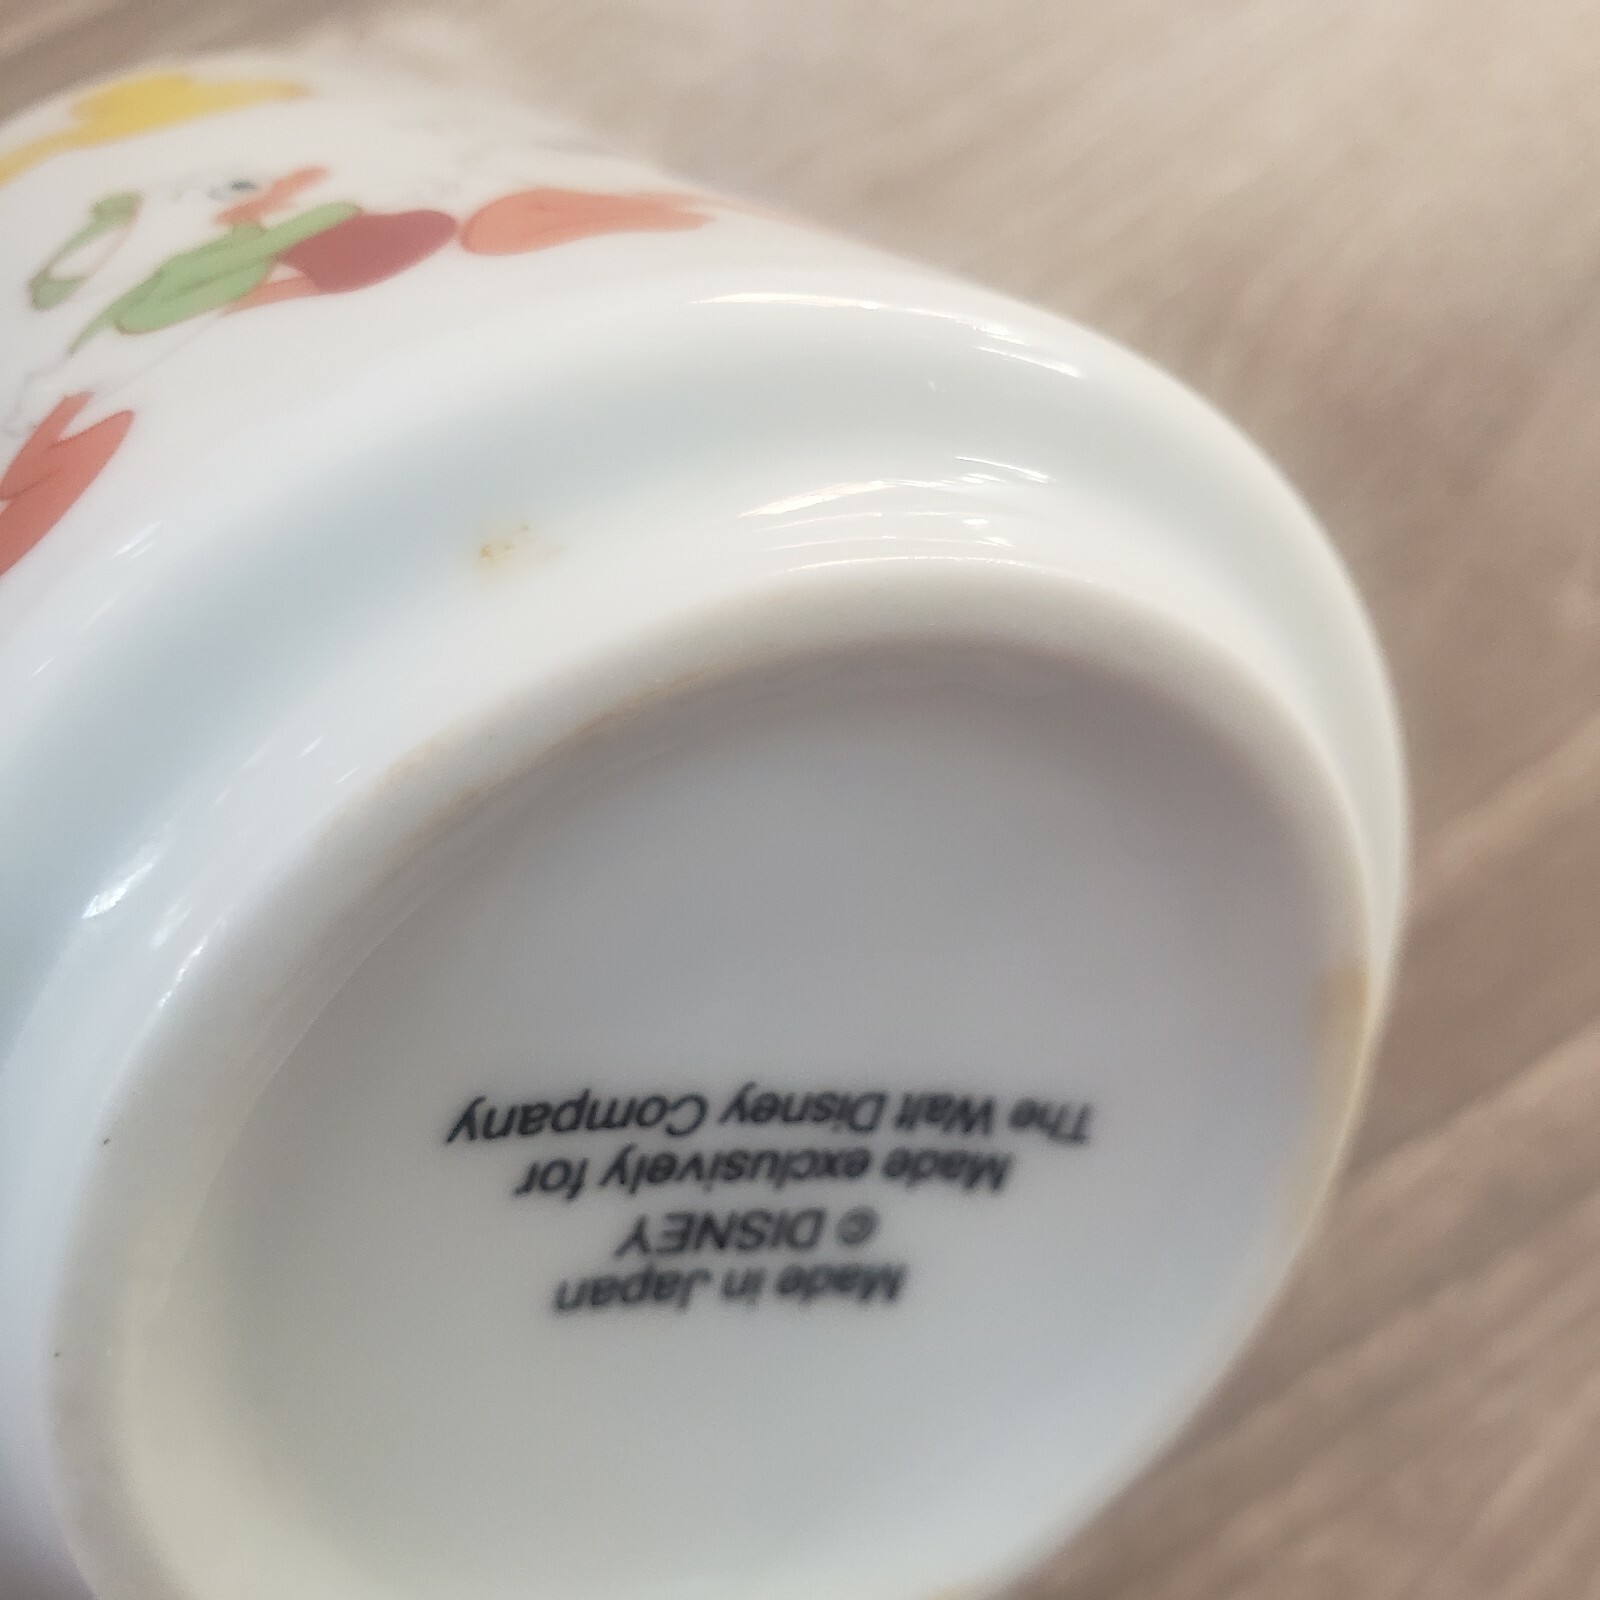 Made in Japan
© DISNEY
Made exclusively for
The Walt Disney Company